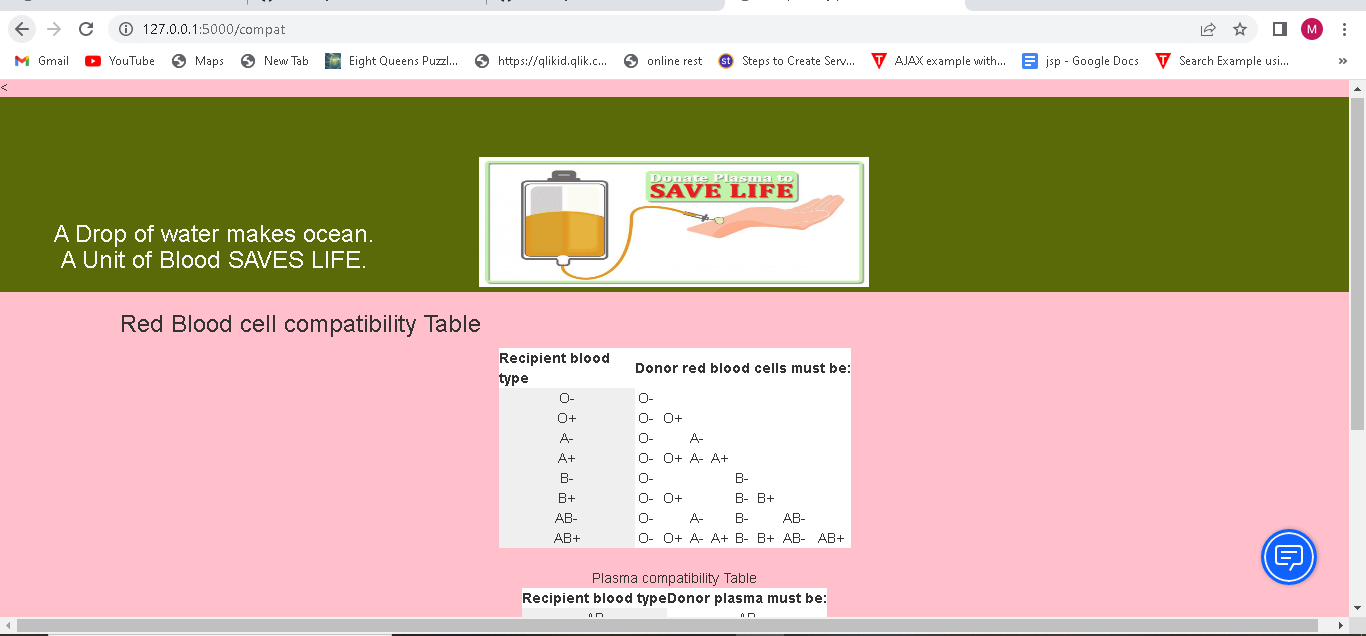 127.0.0.1:5000/compat
M
Gmail YouTube Maps New Tab Eight Queens Puzzl... https://qlikid.qlik.c... online rest st Steps to Create Serv... AJAX example with... jsp - Google Docs Search Example usi... »
<
Donate Plasma to
SAVE LIFE
A Drop of water makes ocean.
A Unit of Blood SAVES LIFE.
Red Blood cell compatibility Table
Recipient blood type Donor red blood cells must be:
O- O-
O+ O- O+
A- O- A-
A+ O- O+ A- A+
B- O- B-
B+ O- O+ B- B+
AB- O- A- B- AB-
AB+ O- O+ A- A+ B- B+ AB- AB+
Plasma compatibility Table
Recipient blood type Donor plasma must be: